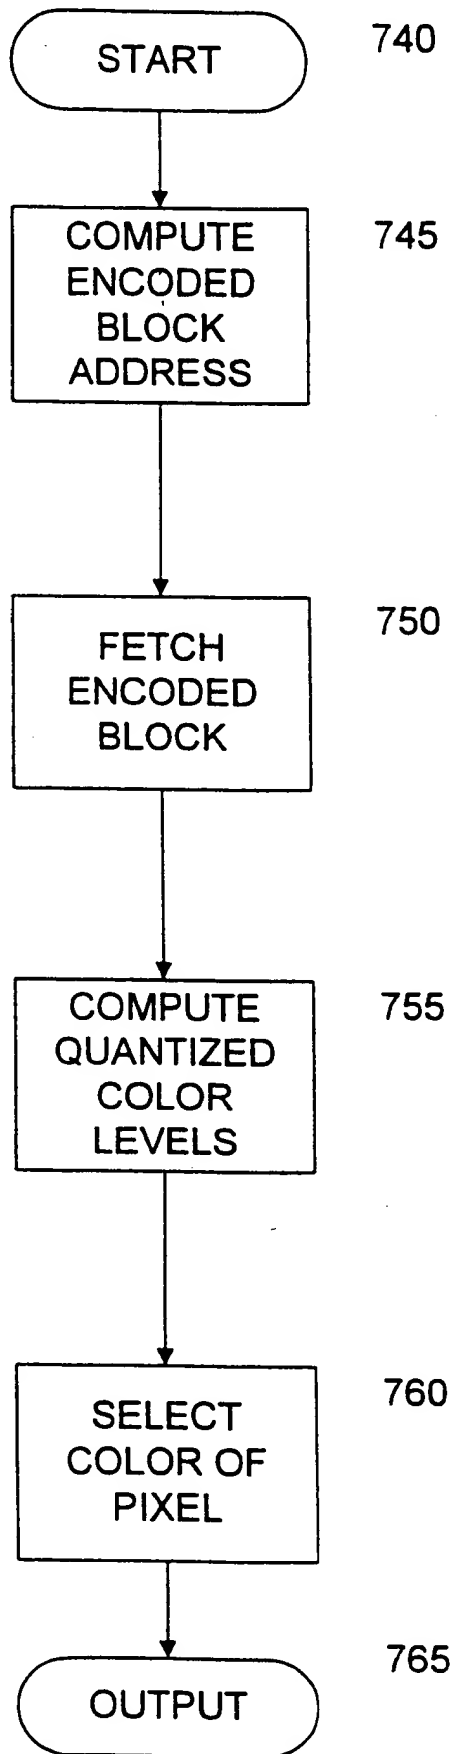 START
740
COMPUTE
ENCODED
BLOCK
ADDRESS
745
FETCH
ENCODED
BLOCK
750
COMPUTE
QUANTIZED
COLOR
LEVELS
755
SELECT
COLOR OF
PIXEL
760
OUTPUT
765